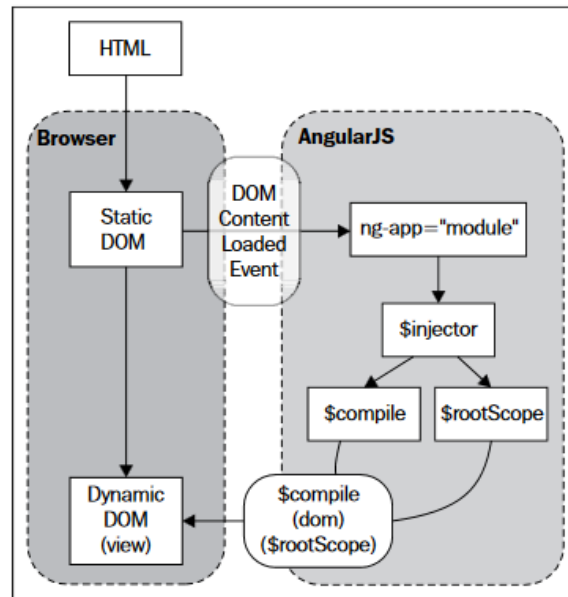 HTML
Browser
AngularJS
Static
DOM
DOM
Content
Loaded
Event
ng-app="module"
$injector
$compile
$rootScope
Dynamic
DOM
(view)
$compile
(dom)
($rootScope)